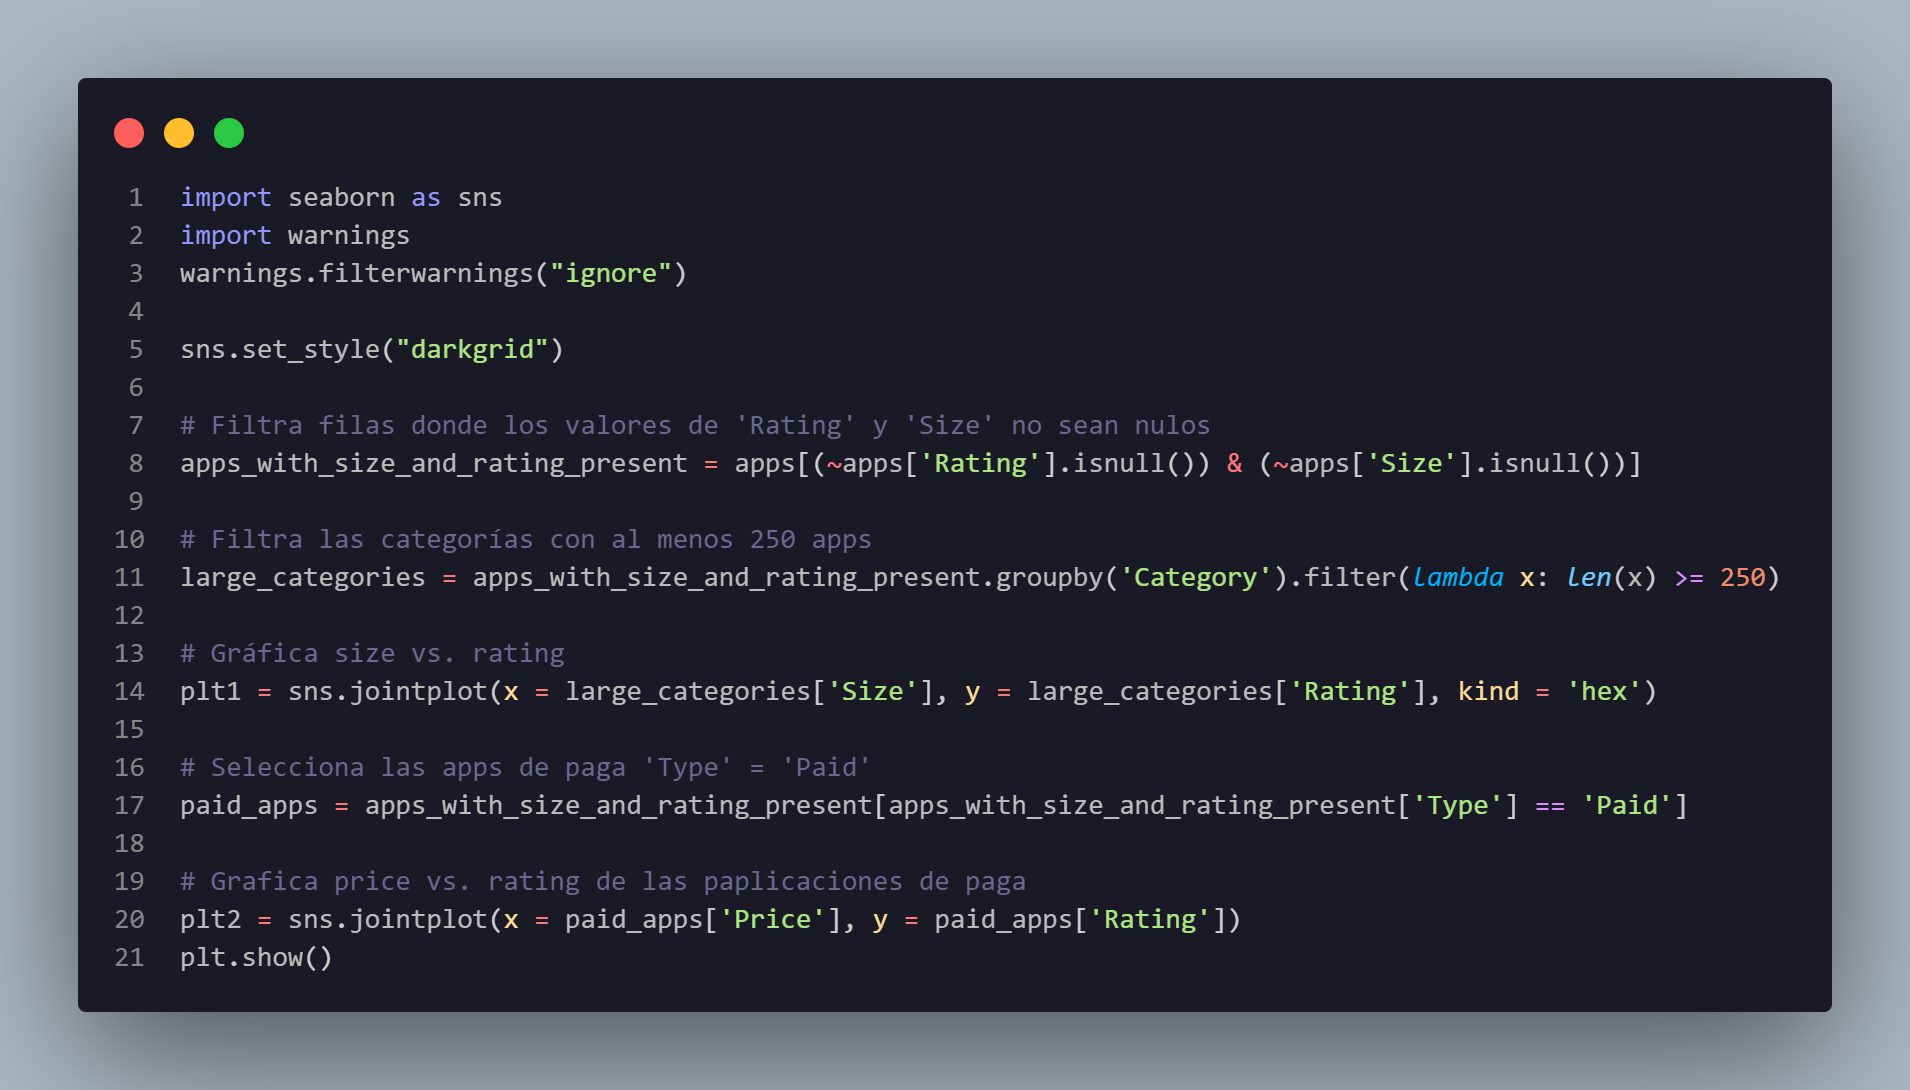 1 import seaborn as sns
2 import warnings
3 warnings.filterwarnings("ignore")
4
5 sns.set_style("darkgrid")
6
7 # Filtra filas donde los valores de 'Rating' y 'Size' no sean nulos
8 apps_with_size_and_rating_present = apps[(~apps['Rating'].isnull()) & (~apps['Size'].isnull())]
9
10 # Filtra las categorías con al menos 250 apps
11 large_categories = apps_with_size_and_rating_present.groupby('Category').filter(lambda x: len(x) >= 250)
12
13 # Gráfica size vs. rating
14 plt1 = sns.jointplot(x = large_categories['Size'], y = large_categories['Rating'], kind = 'hex')
15
16 # Selecciona las apps de paga 'Type' = 'Paid'
17 paid_apps = apps_with_size_and_rating_present[apps_with_size_and_rating_present['Type'] == 'Paid']
18
19 # Grafica price vs. rating de las paplicaciones de paga
20 plt2 = sns.jointplot(x = paid_apps['Price'], y = paid_apps['Rating'])
21 plt.show()